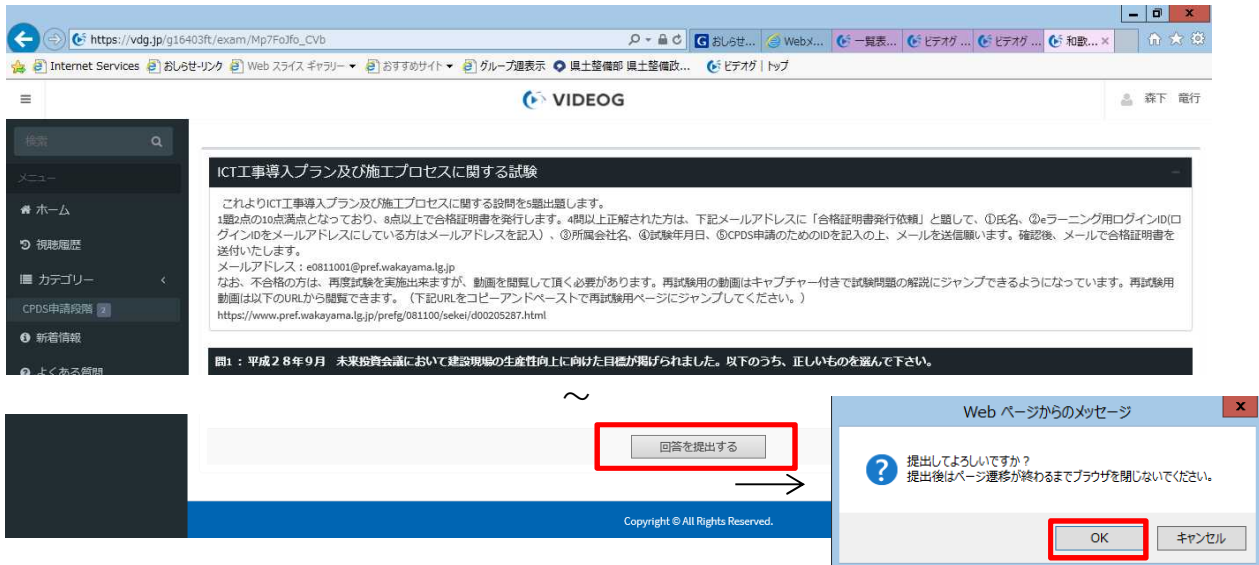 https://vdg.jp/g16403ft/exam/Mp7FoJfo_CVb
おしらせ...
Webメ...
一覧表...
ビデオグ ...
ビデオグ ...
和歌... ×
Internet Services
おしらせ-リンク
Web スライス ギャラリー ▼
おすすめサイト ▼
グループ週表示
県土整備部 県土整備政...
ビデオグ | トップ
VIDEOG
森下 竜行
検索
メニュー
ホーム
視聴履歴
カテゴリー
CPDS申請段階 2
新着情報
よくある質問
ICT工事導入プラン及び施工プロセスに関する試験
これよりICT工事導入プラン及び施工プロセスに関する設問を5題出題します。
1題2点の10点満点となっており、8点以上で合格証明書を発行します。4問以上正解された方は、下記メールアドレスに「合格証明書発行依頼」と題して、①氏名、②eラーニング用ログインID(ロ
グインIDをメールアドレスにしている方はメールアドレスを記入）、③所属会社名、④試験年月日、⑤CPDS申請のためのIDを記入の上、メールを送信願います。確認後、メールで合格証明書を
送付いたします。
メールアドレス：e0811001@pref.wakayama.lg.jp
なお、不合格の方は、再度試験を実施出来ますが、動画を閲覧して頂く必要があります。再試験用の動画はキャプチャー付きで試験問題の解説にジャンプできるようになっています。再試験用
動画は以下のURLから閲覧できます。（下記URLをコピーアンドペーストで再試験用ページにジャンプしてください。）
https://www.pref.wakayama.lg.jp/prefg/081100/sekei/d00205287.html
問1：平成２８年９月　未来投資会議において建設現場の生産性向上に向けた目標が掲げられました。以下のうち、正しいものを選んで下さい。
～
回答を提出する
Copyright © All Rights Reserved.
Web ページからのメッセージ
提出してよろしいですか？
提出後はページ遷移が終わるまでブラウザを閉じないでください。
OK
キャンセル